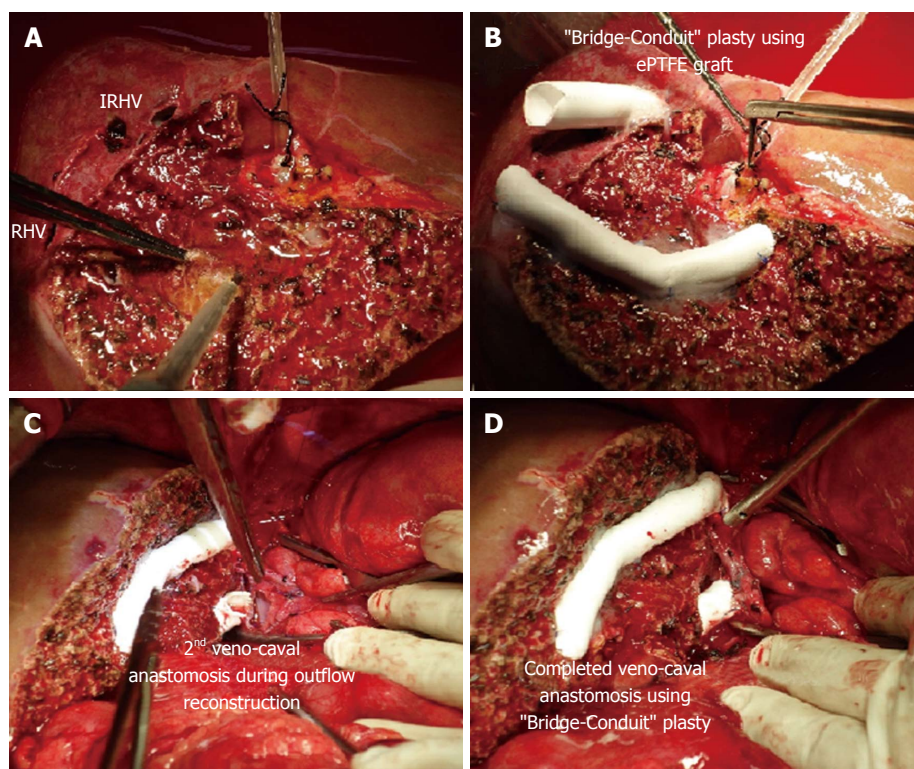 A
IRHV
RHV
B
"Bridge-Conduit" plasty using
ePTFE graft
C
2nd veno-caval
anastomosis during outflow
reconstruction
D
Completed veno-caval
anastomosis using
"Bridge-Conduit" plasty